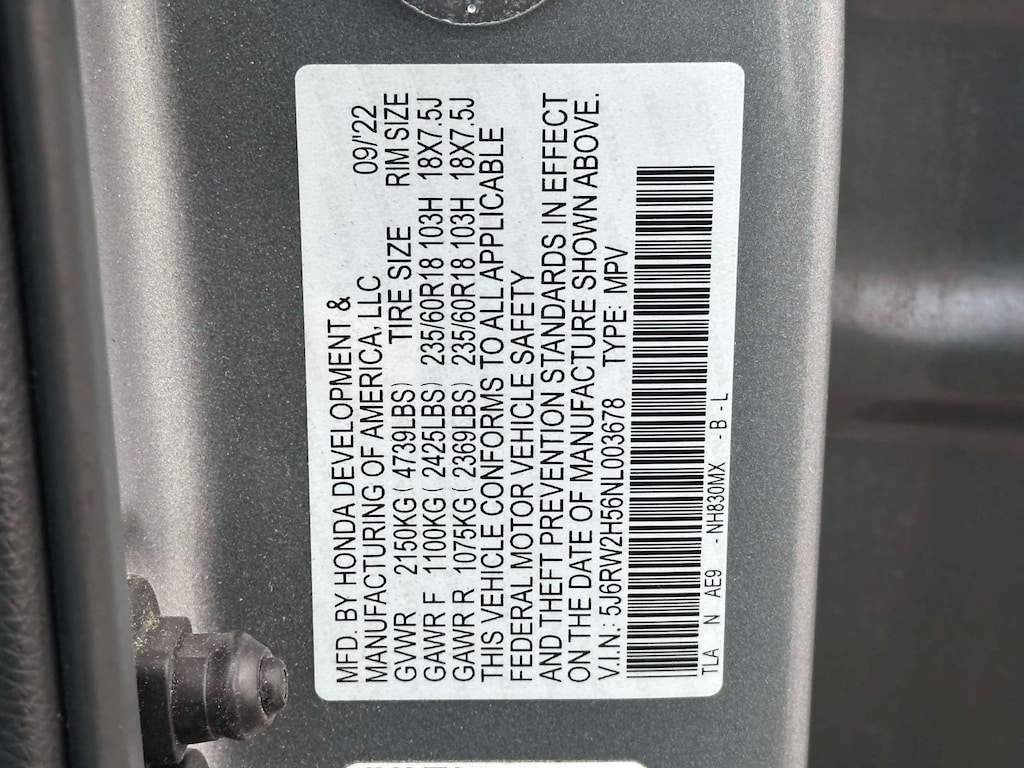 MFD. BY HONDA DEVELOPMENT &
MANUFACTURING OF AMERICA, LLC 09/'22
GVWR 2150KG( 4739LBS) TIRE SIZE RIM SIZE
GAWR F 1100KG( 2425LBS) 235/60R18 103H 18X7.5J
GAWR R 1075KG( 2369LBS) 235/60R18 103H 18X7.5J
THIS VEHICLE CONFORMS TO ALL APPLICABLE
FEDERAL MOTOR VEHICLE SAFETY
AND THEFT PREVENTION STANDARDS IN EFFECT
ON THE DATE OF MANUFACTURE SHOWN ABOVE.
V.I.N.: 5J6RW2H56NL003678 TYPE: MPV
TLA N AE9 -NH830MX -B-L